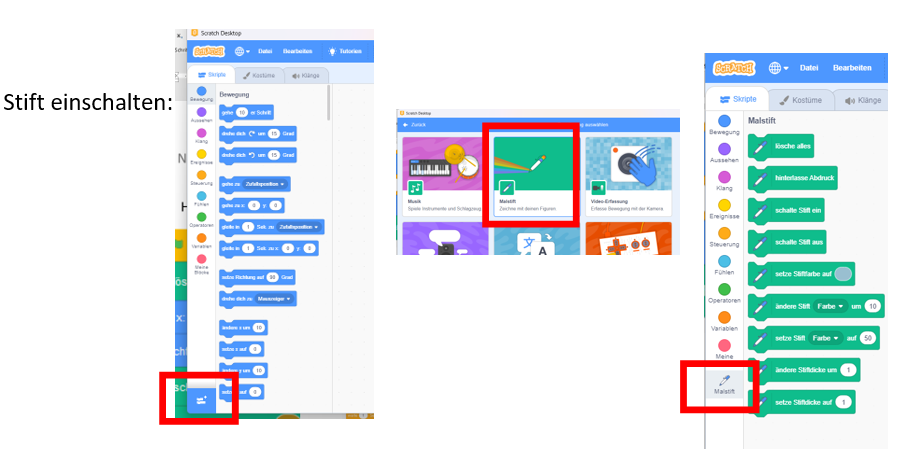 Stift einschalten:
Scratch Desktop
SCRATCH
Datei
Bearbeiten
Tutorien
Skripte
Kostüme
Klänge
Bewegung
Aussehen
Klang
Ereignisse
Steuerung
Fühlen
Operatoren
Variablen
Meine
Blöcke
Bewegung
gehe 10 er Schritt
drehe dich um 15 Grad
drehe dich um 15 Grad
gehe zu Zufallsposition
gehe zu x: 0 y: 0
gleite in 1 Sek. zu Zufallsposition
gleite in 1 Sek. zu x: 0 y: 0
setze Richtung auf 90 Grad
drehe dich zu Mauszeiger
ändere x um 10
setze x auf 0
ändere y um 10
setze y auf 0
Scratch Desktop
Zurück
auswählen
Musik
Spiele Instrumente und Schlagzeug
Malstift
Zeichne mit deinen Figuren
Video-Erfassung
Erfasse Bewegung mit der Kamera
SCRATCH
Datei
Bearbeiten
Skripte
Kostüme
Klänge
Bewegung
Aussehen
Klang
Ereignisse
Steuerung
Fühlen
Operatoren
Variablen
Meine
Malstift
Malstift
lösche alles
hinterlasse Abdruck
schalte Stift ein
schalte Stift aus
setze Stiftfarbe auf
ändere Stift Farbe um 10
setze Stift Farbe auf 50
ändere Stiftdicke um 1
setze Stiftdicke auf 1